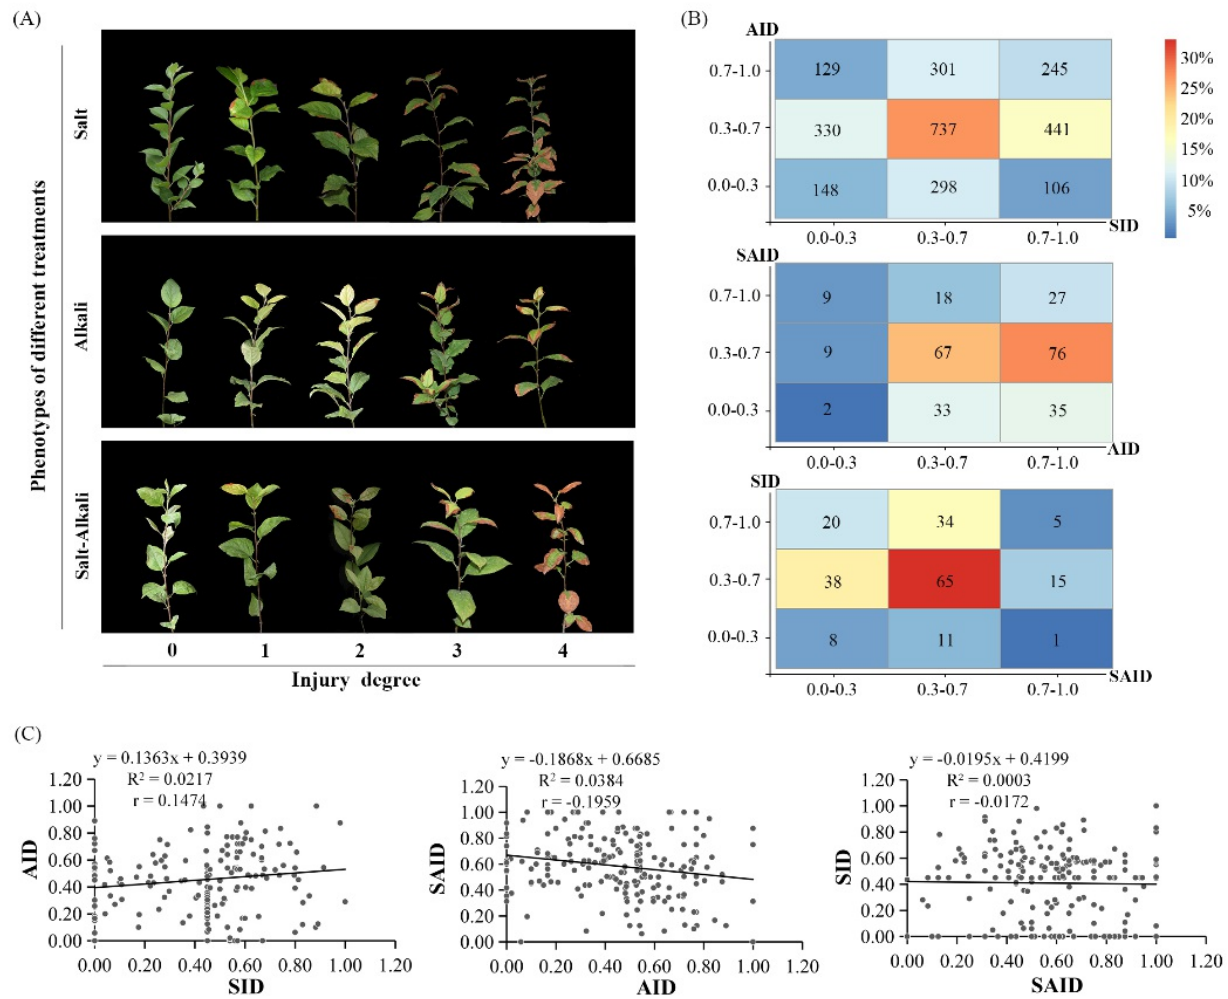 (A)
Phenotypes of different treatments
Salt
Alkali
Salt-Alkali
0 1 2 3 4
Injury degree
(B)
AID
0.7-1.0 129 301 245
0.3-0.7 330 737 441
0.0-0.3 148 298 106
0.0-0.3 0.3-0.7 0.7-1.0
SID
30%
25%
20%
15%
10%
5%
SAID
0.7-1.0 9 18 27
0.3-0.7 9 67 76
0.0-0.3 2 33 35
0.0-0.3 0.3-0.7 0.7-1.0
AID
SID
0.7-1.0 20 34 5
0.3-0.7 38 65 15
0.0-0.3 8 11 1
0.0-0.3 0.3-0.7 0.7-1.0
SAID
(C)
y = 0.1363x + 0.3939
R² = 0.0217
r = 0.1474
1.20
1.00
0.80
0.60
0.40
0.20
0.00
AID
0.00 0.20 0.40 0.60 0.80 1.00 1.20
SID
y = -0.1868x + 0.6685
R² = 0.0384
r = -0.1959
1.20
1.00
0.80
0.60
0.40
0.20
0.00
SAID
0.00 0.20 0.40 0.60 0.80 1.00 1.20
AID
y = -0.0195x + 0.4199
R² = 0.0003
r = -0.0172
1.20
1.00
0.80
0.60
0.40
0.20
0.00
SID
0.00 0.20 0.40 0.60 0.80 1.00 1.20
SAID